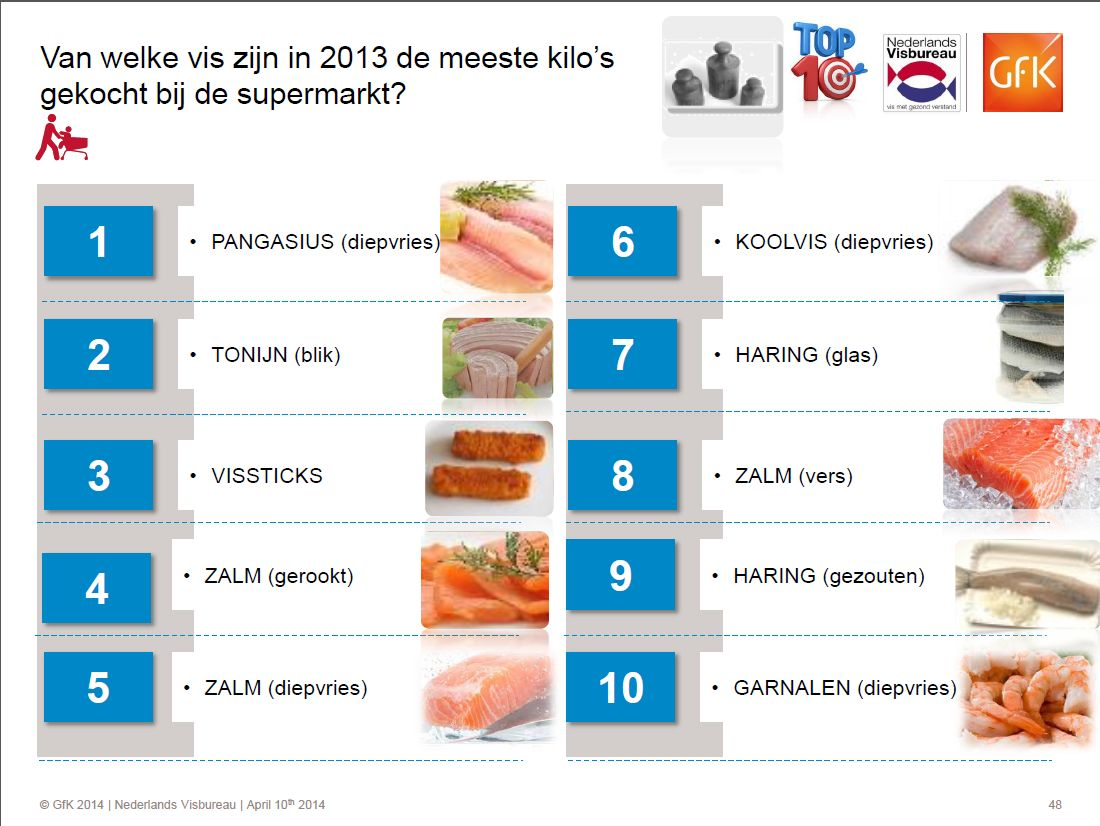 Van welke vis zijn in 2013 de meeste kilo's
gekocht bij de supermarkt?
TOP
10
Nederlands
Visbureau
vis met gezond verstand
GfK
1
• PANGASIUS (diepvries)
2
• TONIJN (blik)
3
• VISSTICKS
4
• ZALM (gerookt)
5
• ZALM (diepvries)
6
• KOOLVIS (diepvries)
7
• HARING (glas)
8
• ZALM (vers)
9
• HARING (gezouten)
10
• GARNALEN (diepvries)
© GfK 2014 | Nederlands Visbureau | April 10th 2014
48